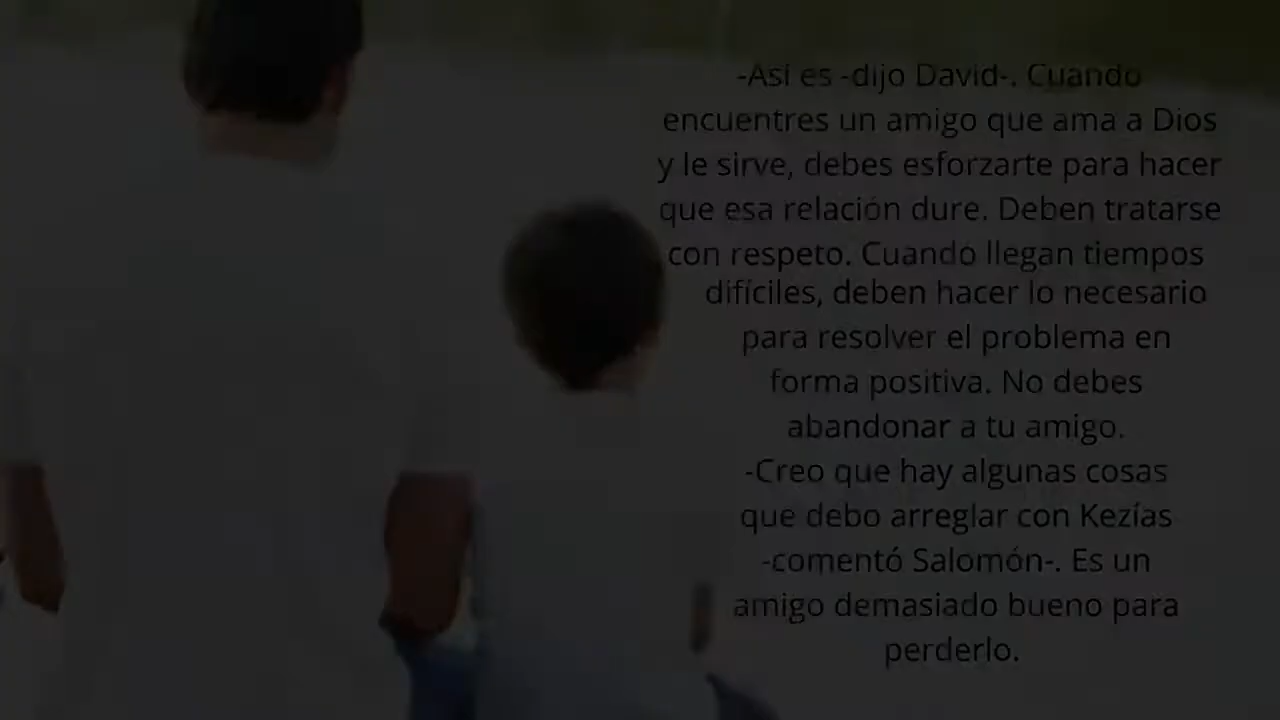 -Así es -dijo David-. Cuando
encuentres un amigo que ama a Dios
y le sirve, debes esforzarte para hacer
que esa relación dure. Deben tratarse
con respeto. Cuando llegan tiempos
difíciles, deben hacer lo necesario
para resolver el problema en
forma positiva. No debes
abandonar a tu amigo.
-Creo que hay algunas cosas
que debo arreglar con Kezías
-comentó Salomón-. Es un
amigo demasiado bueno para
perderlo.